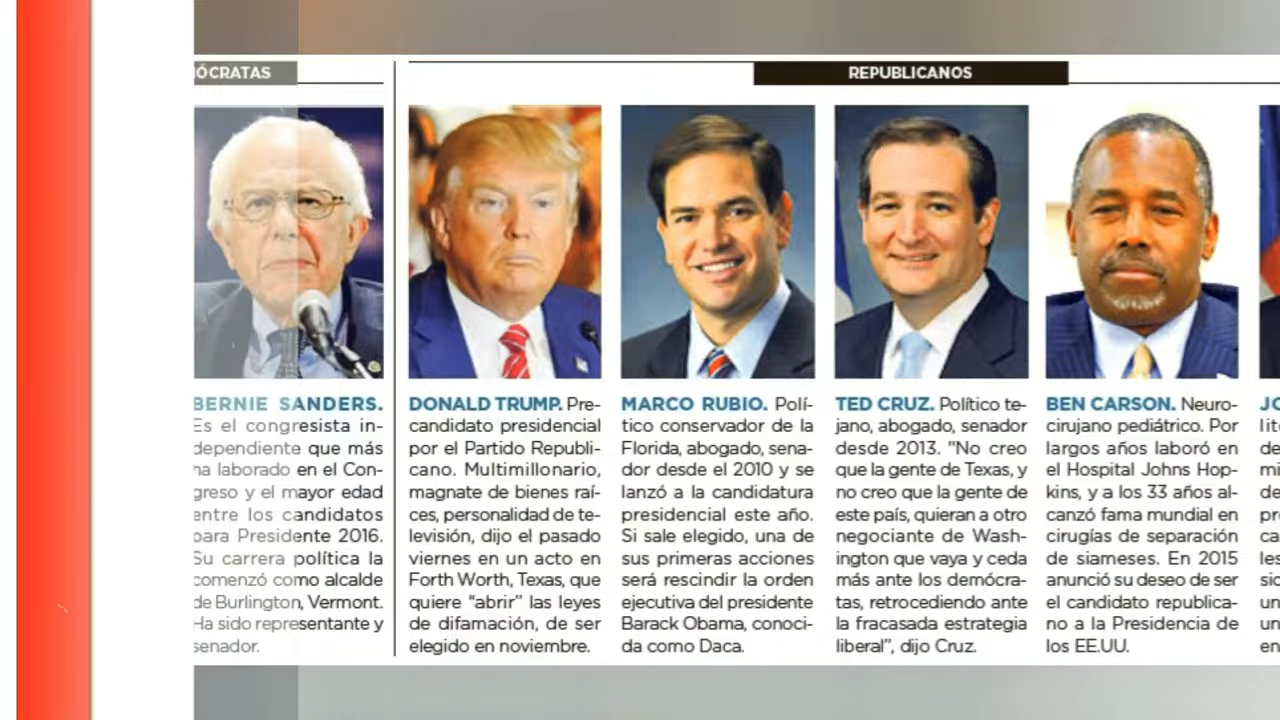 ÓCRATAS
REPUBLICANOS
BERNIE SANDERS.
Es el congresista in-
dependiente que más
ha laborado en el Con-
greso y el mayor edad
entre los candidatos
para Presidente 2016.
Su carrera política la
comenzó como alcalde
de Burlington, Vermont.
Ha sido representante y
senador.
DONALD TRUMP. Pre-
candidato presidencial
por el Partido Republi-
cano. Multimillonario,
magnate de bienes raí-
ces, personalidad de te-
levisión, dijo el pasado
viernes en un acto en
Forth Worth, Texas, que
quiere “abrir” las leyes
de difamación, de ser
elegido en noviembre.
MARCO RUBIO. Polí-
tico conservador de la
Florida, abogado, sena-
dor desde el 2010 y se
lanzó a la candidatura
presidencial este año.
Si sale elegido, una de
sus primeras acciones
será rescindir la orden
ejecutiva del presidente
Barack Obama, conoci-
da como Daca.
TED CRUZ. Político te-
jano, abogado, senador
desde 2013. “No creo
que la gente de Texas, y
no creo que la gente de
este país, quieran a otro
negociante de Wash-
ington que vaya y ceda
más ante los demócra-
tas, retrocediendo ante
la fracasada estrategia
liberal”, dijo Cruz.
BEN CARSON. Neuro-
cirujano pediátrico. Por
largos años laboró en
el Hospital Johns Hop-
kins, y a los 33 años al-
canzó fama mundial en
cirugías de separación
de siameses. En 2015
anunció su deseo de ser
el candidato republica-
no a la Presidencia de
los EE.UU.